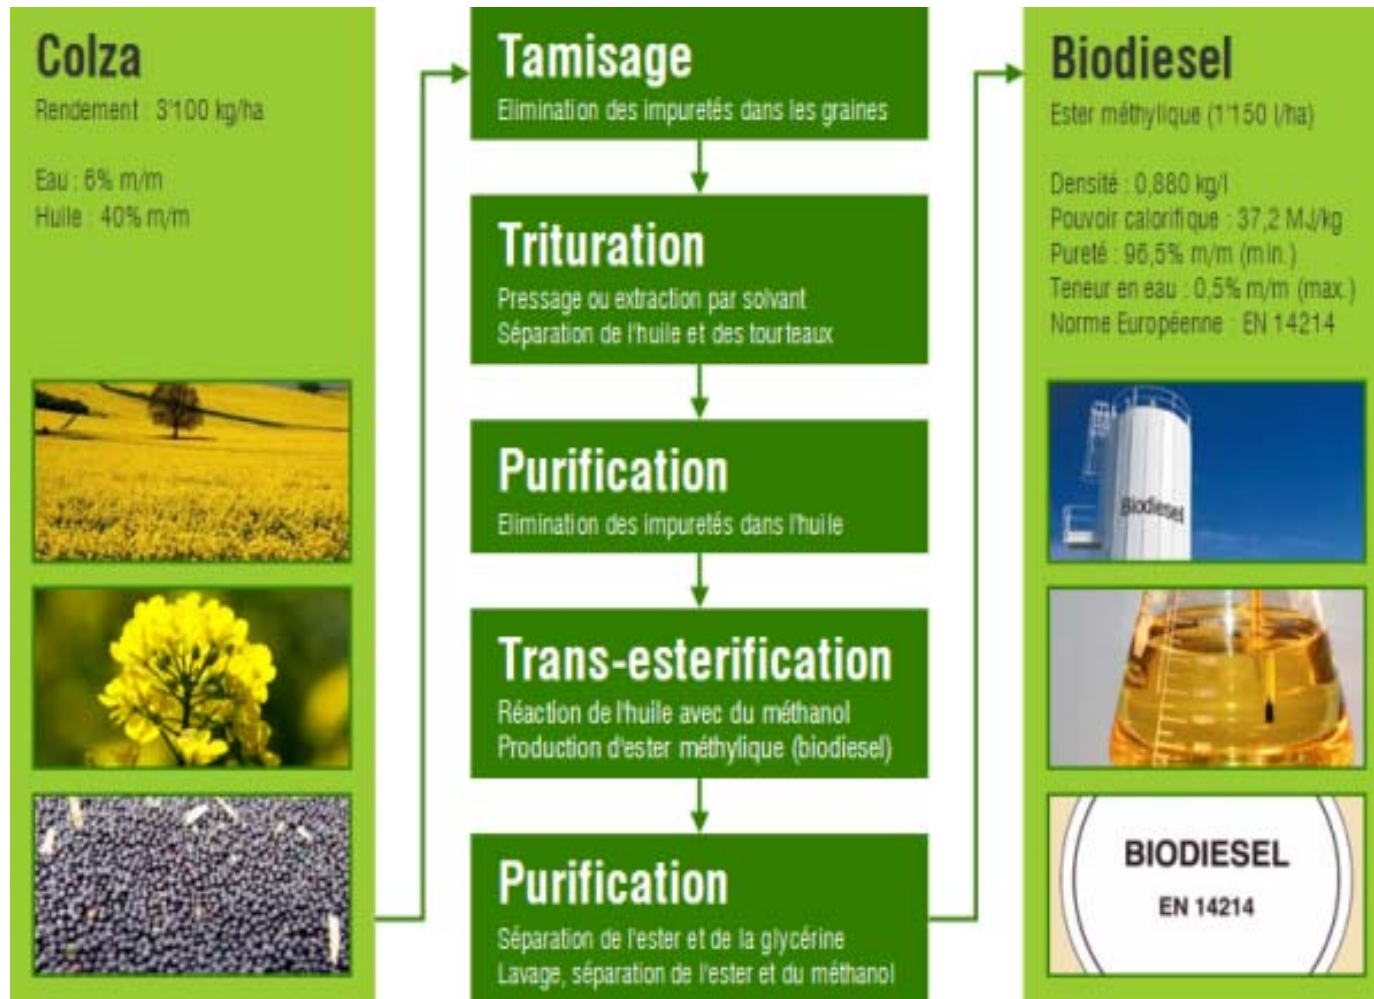 Colza
Rendement : 3'100 kg/ha
Eau : 6% m/m
Huile : 40% m/m
Tamisage
Elimination des impuretés dans les graines
Trituration
Pressage ou extraction par solvant
Séparation de l'huile et des tourteaux
Purification
Elimination des impuretés dans l'huile
Trans-esterification
Réaction de l'huile avec du méthanol
Production d'ester méthylique (biodiesel)
Purification
Séparation de l'ester et de la glycérine
Lavage, séparation de l'ester et du méthanol
Biodiesel
Ester méthylique (1'150 l/ha)
Densité : 0,880 kg/l
Pouvoir calorifique : 37,2 MJ/kg
Pureté : 96,5% m/m (min.)
Teneur en eau : 0,5% m/m (max.)
Norme Européenne : EN 14214
Biodiesel
BIODIESEL
EN 14214